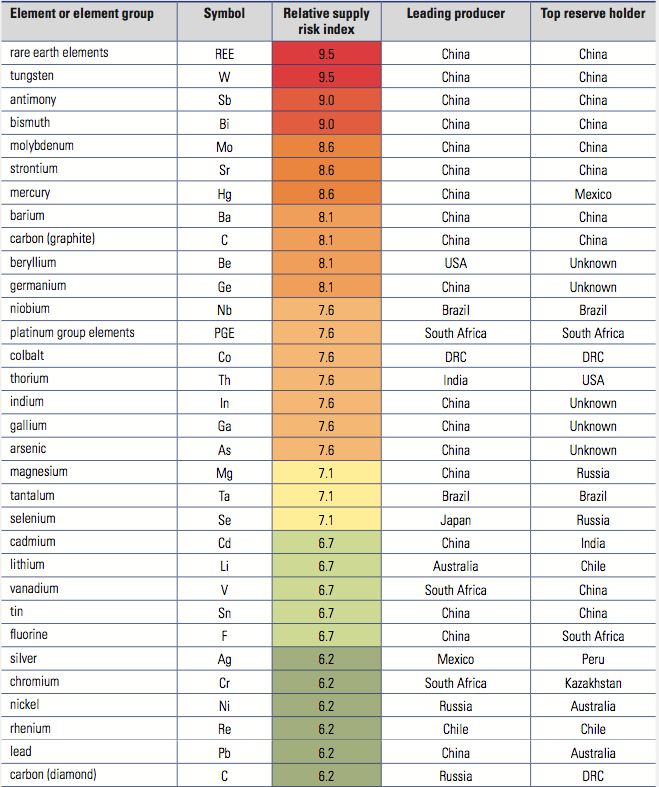 Element or element group Symbol Relative supply risk index Leading producer Top reserve holder
rare earth elements REE 9.5 China China
tungsten W 9.5 China China
antimony Sb 9.0 China China
bismuth Bi 9.0 China China
molybdenum Mo 8.6 China China
strontium Sr 8.6 China China
mercury Hg 8.6 China Mexico
barium Ba 8.1 China China
carbon (graphite) C 8.1 China China
beryllium Be 8.1 USA Unknown
germanium Ge 8.1 China Unknown
niobium Nb 7.6 Brazil Brazil
platinum group elements PGE 7.6 South Africa South Africa
colbalt Co 7.6 DRC DRC
thorium Th 7.6 India USA
indium In 7.6 China Unknown
gallium Ga 7.6 China Unknown
arsenic As 7.6 China Unknown
magnesium Mg 7.1 China Russia
tantalum Ta 7.1 Brazil Brazil
selenium Se 7.1 Japan Russia
cadmium Cd 6.7 China India
lithium Li 6.7 Australia Chile
vanadium V 6.7 South Africa China
tin Sn 6.7 China China
fluorine F 6.7 China South Africa
silver Ag 6.2 Mexico Peru
chromium Cr 6.2 South Africa Kazakhstan
nickel Ni 6.2 Russia Australia
rhenium Re 6.2 Chile Chile
lead Pb 6.2 China Australia
carbon (diamond) C 6.2 Russia DRC